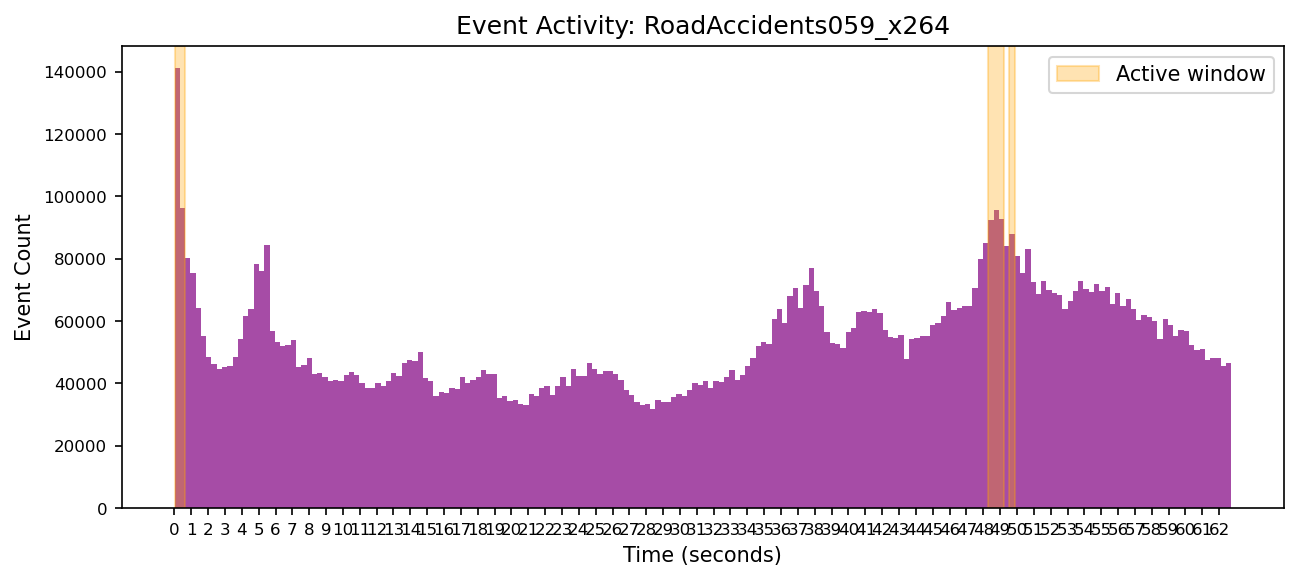 Event Activity: RoadAccidents059_x264
Active window
Event Count
140000
120000
100000
80000
60000
40000
20000
0
0 1 2 3 4 5 6 7 8 9 10 11 12 13 14 15 16 17 18 19 20 21 22 23 24 25 26 27 28 29 30 31 32 33 34 35 36 37 38 39 40 41 42 43 44 45 46 47 48 49 50 51 52 53 54 55 56 57 58 59 60 61 62
Time (seconds)